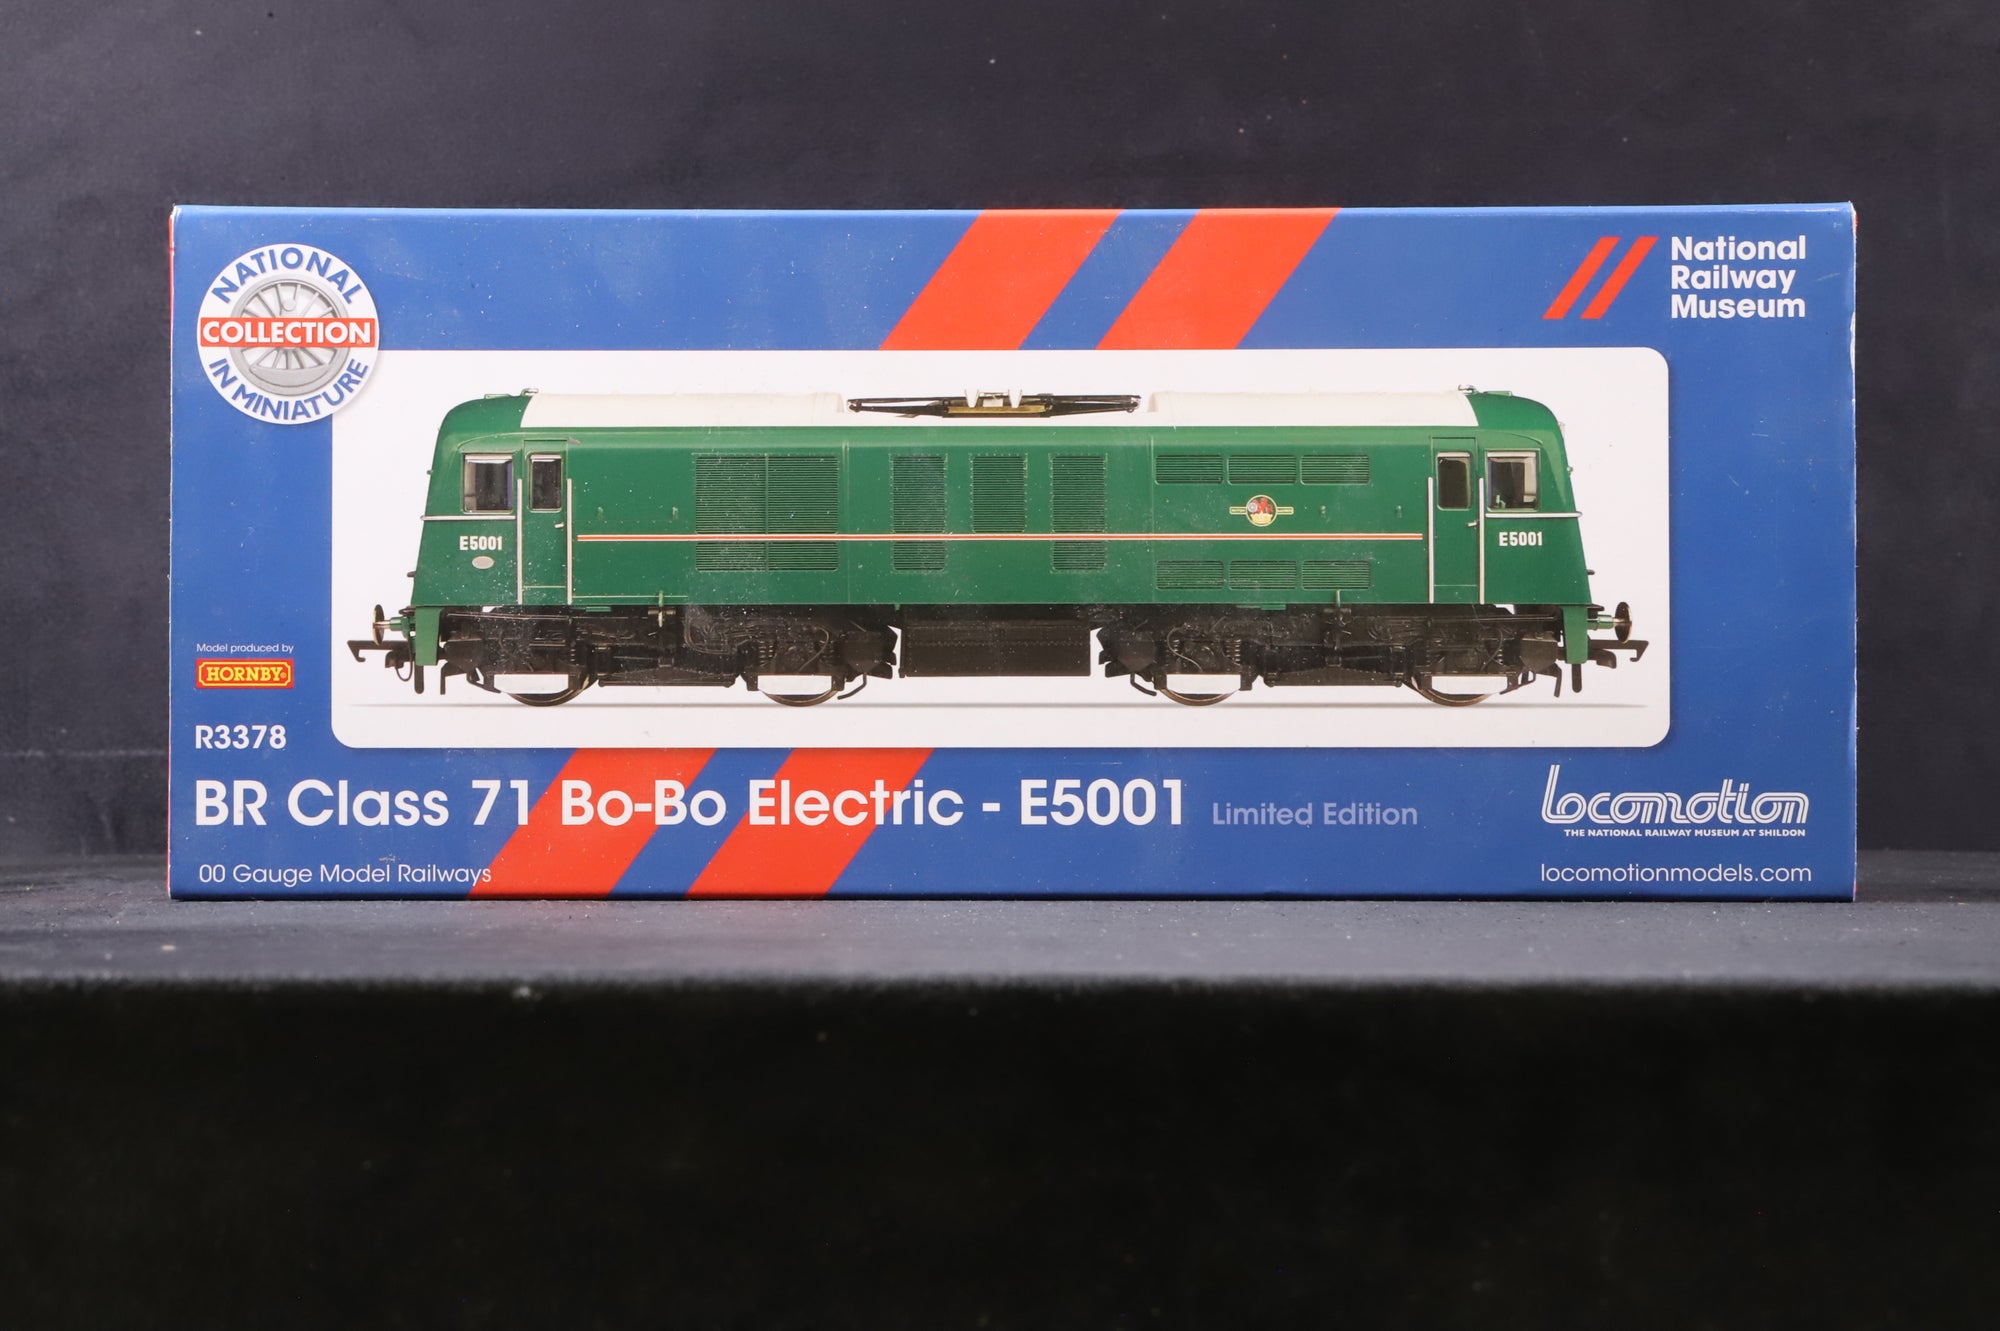 NATIONAL
COLLECTION
IN MINIATURE
National
Railway
Museum
E5001
E5001
Model produced by
HORNBY
R3378
BR Class 71 Bo-Bo Electric - E5001 Limited Edition
00 Gauge Model Railways
locomotion
THE NATIONAL RAILWAY MUSEUM AT SHILDON
locomotionmodels.com